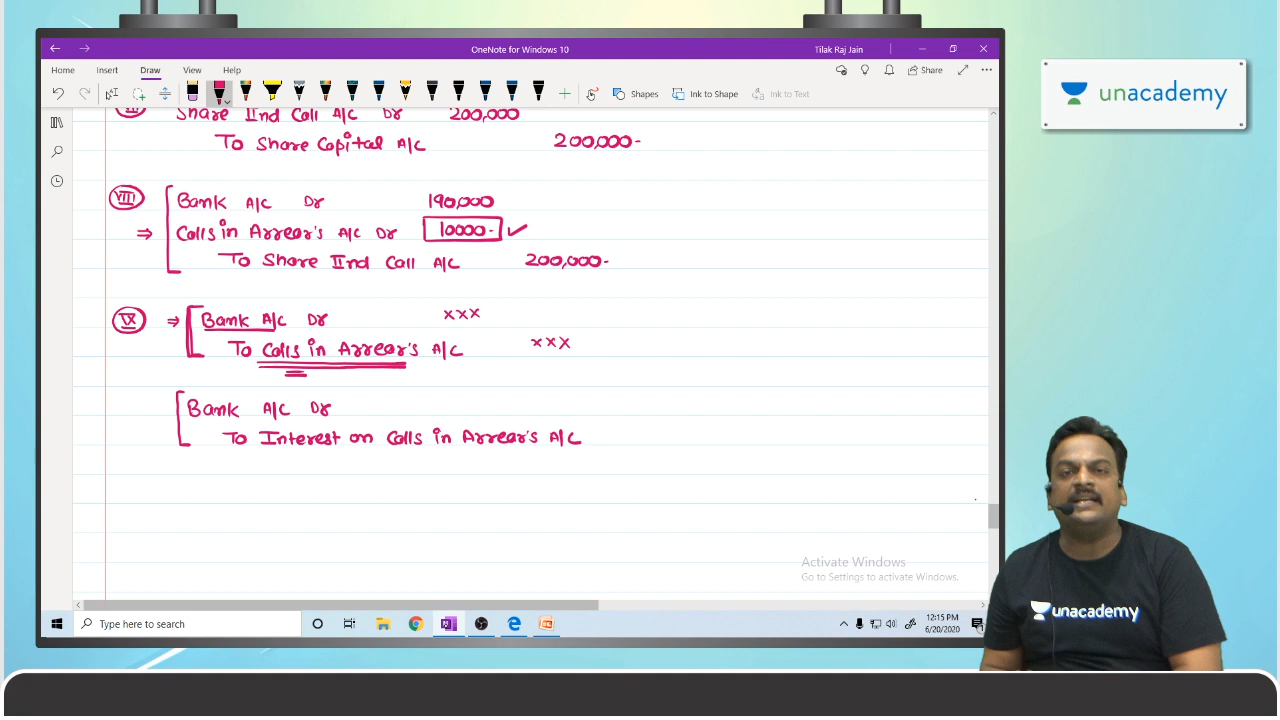 OneNote for Windows 10
Tilak Raj Jain
Home Insert Draw View Help
Share
Shapes
Ink to Shape
Ink to Text
Share IInd Call A/C Dr 200,000
To Share Capital A/C 200,000-
VIII Bank A/C Dr 190,000
⇒ Calls in Arrear's A/C Dr 10000- ✓
To Share IInd Call A/C 200,000-
IX ⇒ Bank A/C Dr xxx
To Calls in Arrear's A/C xxx
Bank A/C Dr
To Interest on Calls in Arrear's A/C
Activate Windows
Go to Settings to activate Windows.
Type here to search
12:15 PM
6/20/2020
unacademy
unacademy